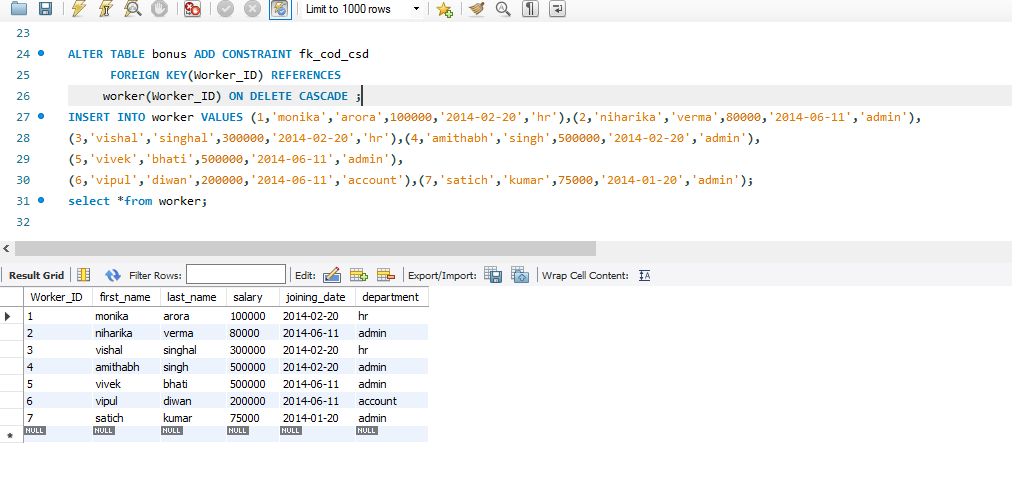 Limit to 1000 rows
23
24 ALTER TABLE bonus ADD CONSTRAINT fk_cod_csd
25 FOREIGN KEY(Worker_ID) REFERENCES
26 worker(Worker_ID) ON DELETE CASCADE ;
27 INSERT INTO worker VALUES (1,'monika','arora',100000,'2014-02-20','hr'),(2,'niharika','verma',80000,'2014-06-11','admin'),
28 (3,'vishal','singhal',300000,'2014-02-20','hr'),(4,'amithabh','singh',500000,'2014-02-20','admin'),
29 (5,'vivek','bhati',500000,'2014-06-11','admin'),
30 (6,'vipul','diwan',200000,'2014-06-11','account'),(7,'satich','kumar',75000,'2014-01-20','admin');
31 select *from worker;
32
Result Grid Filter Rows: Edit: Export/Import: Wrap Cell Content:
Worker_ID first_name last_name salary joining_date department
1 monika arora 100000 2014-02-20 hr
2 niharika verma 80000 2014-06-11 admin
3 vishal singhal 300000 2014-02-20 hr
4 amithabh singh 500000 2014-02-20 admin
5 vivek bhati 500000 2014-06-11 admin
6 vipul diwan 200000 2014-06-11 account
7 satich kumar 75000 2014-01-20 admin
NULL NULL NULL NULL NULL NULL